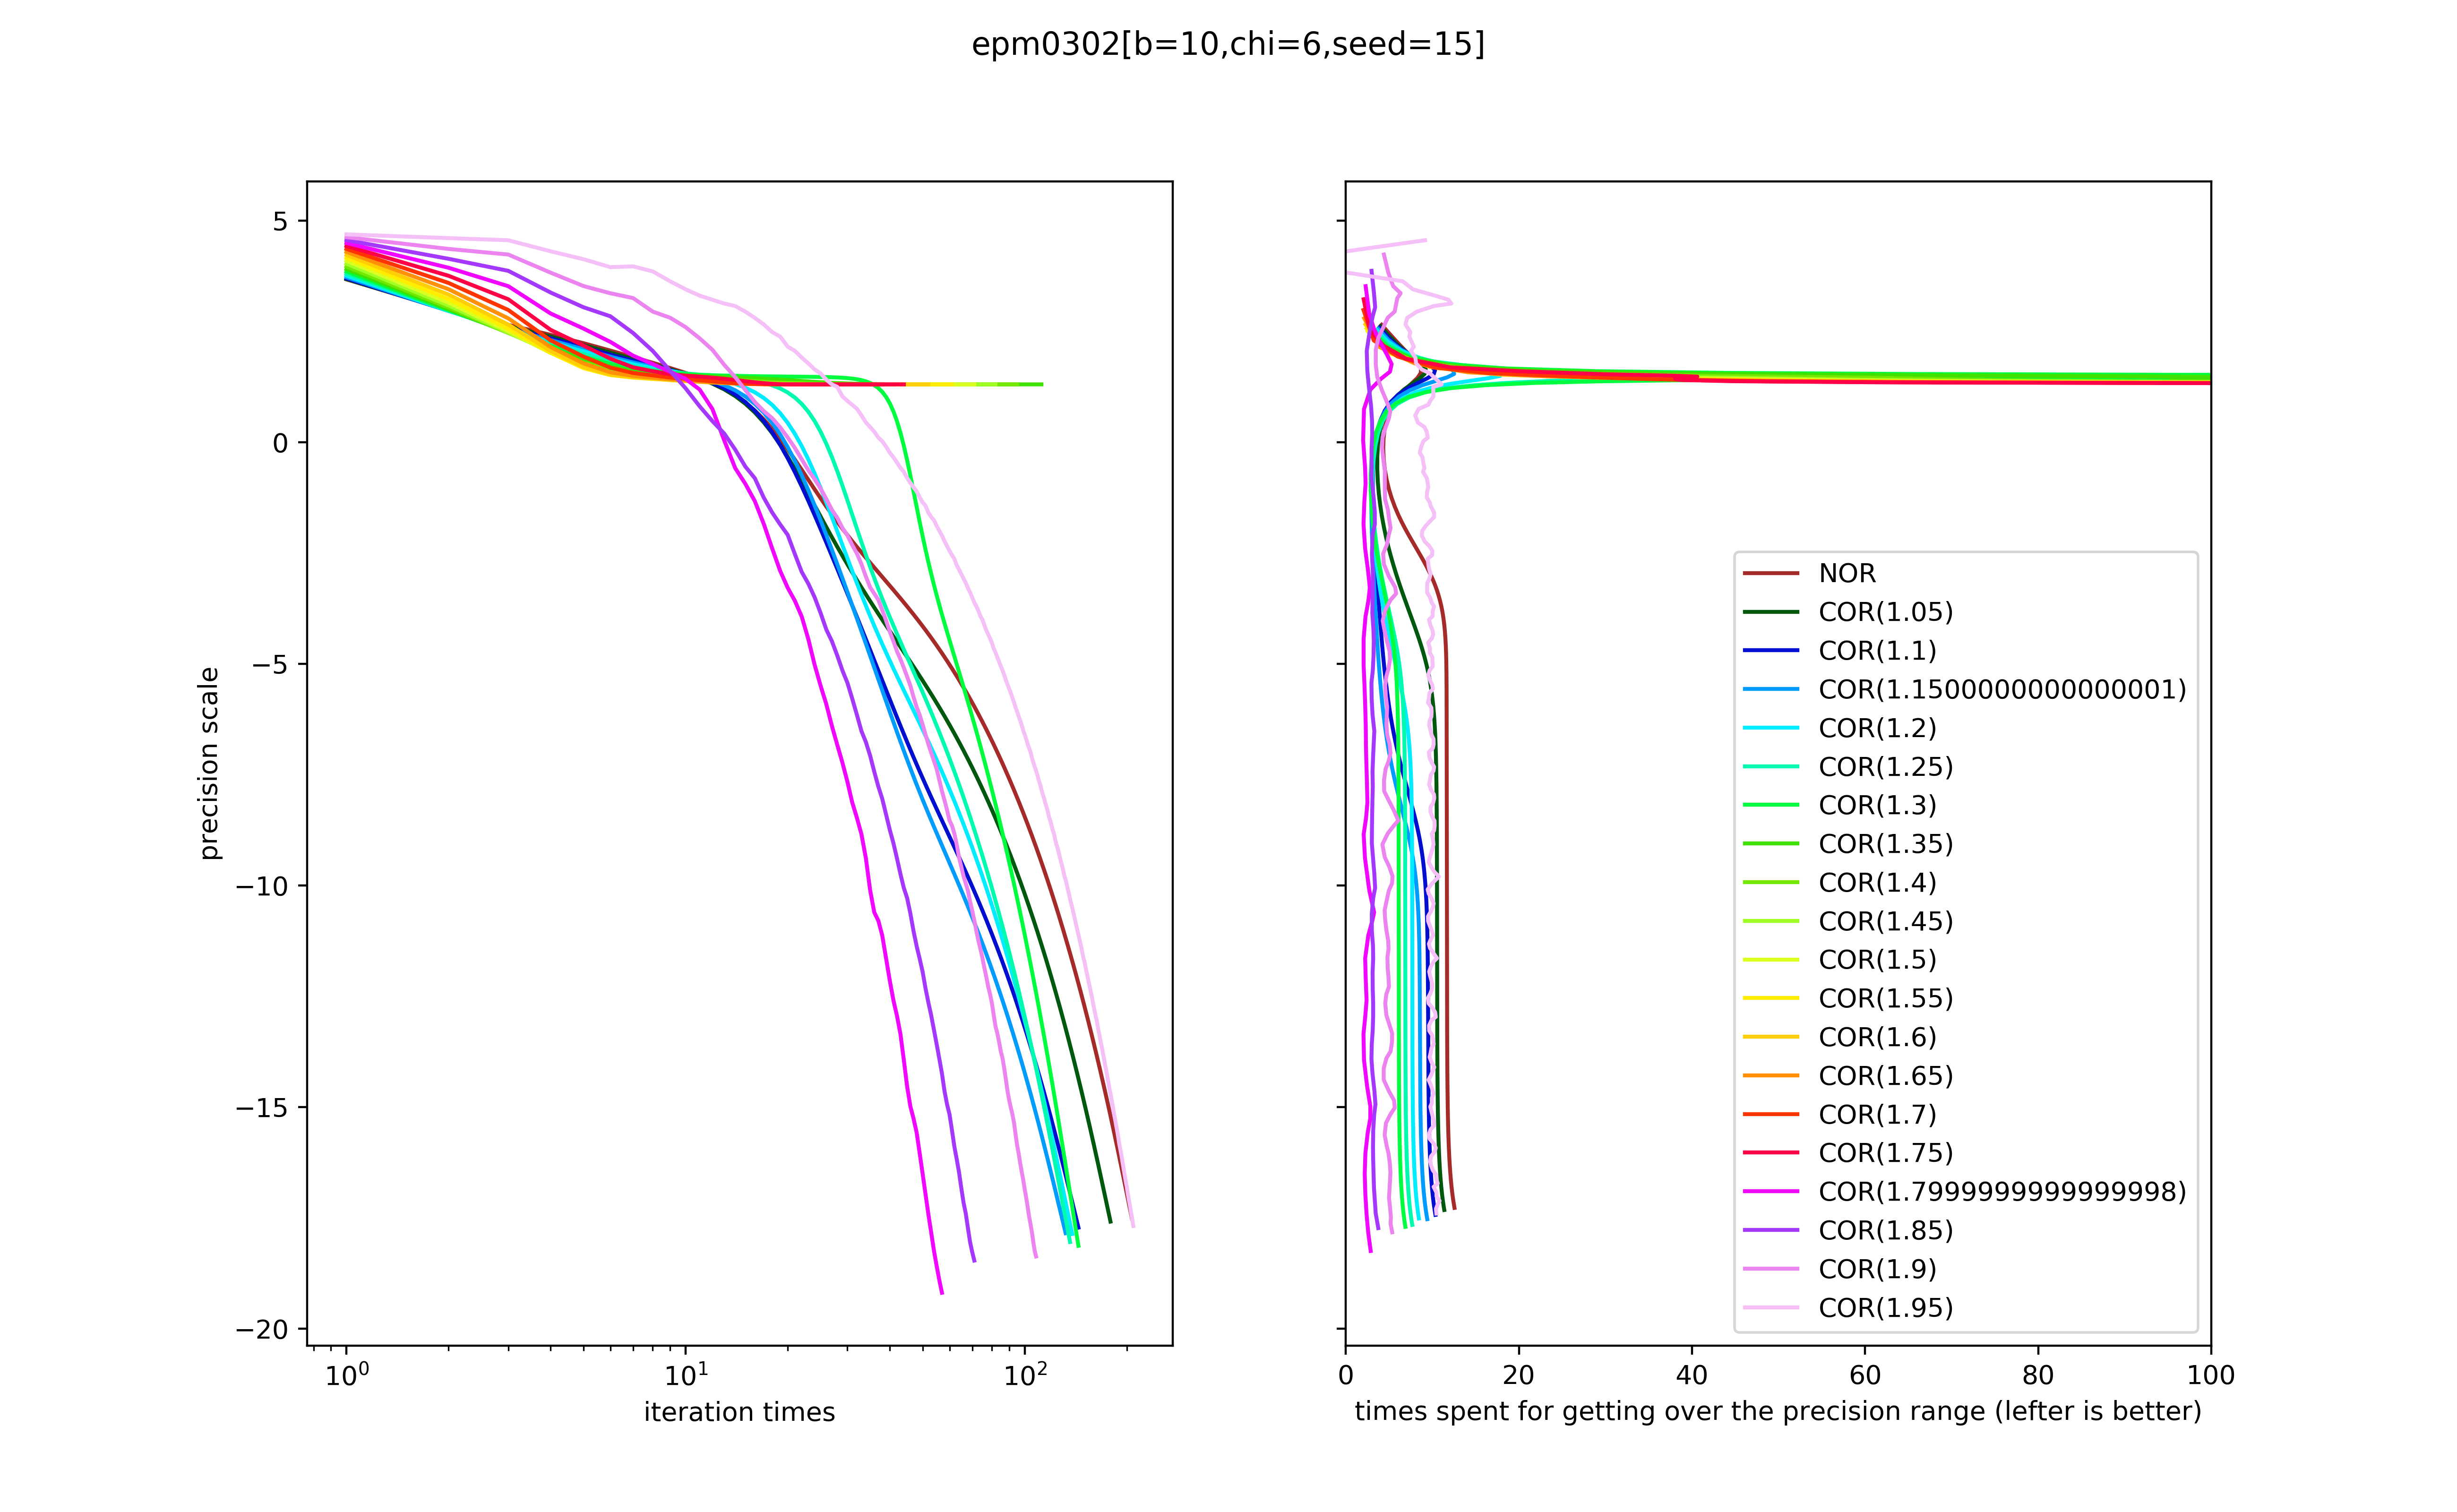 epm0302[b=10,chi=6,seed=15]
precision scale
5
0
−5
−10
−15
−20
10⁰ 10¹ 10²
iteration times
0 20 40 60 80 100
times spent for getting over the precision range (lefter is better)
NOR
COR(1.05)
COR(1.1)
COR(1.1500000000000001)
COR(1.2)
COR(1.25)
COR(1.3)
COR(1.35)
COR(1.4)
COR(1.45)
COR(1.5)
COR(1.55)
COR(1.6)
COR(1.65)
COR(1.7)
COR(1.75)
COR(1.7999999999999998)
COR(1.85)
COR(1.9)
COR(1.95)